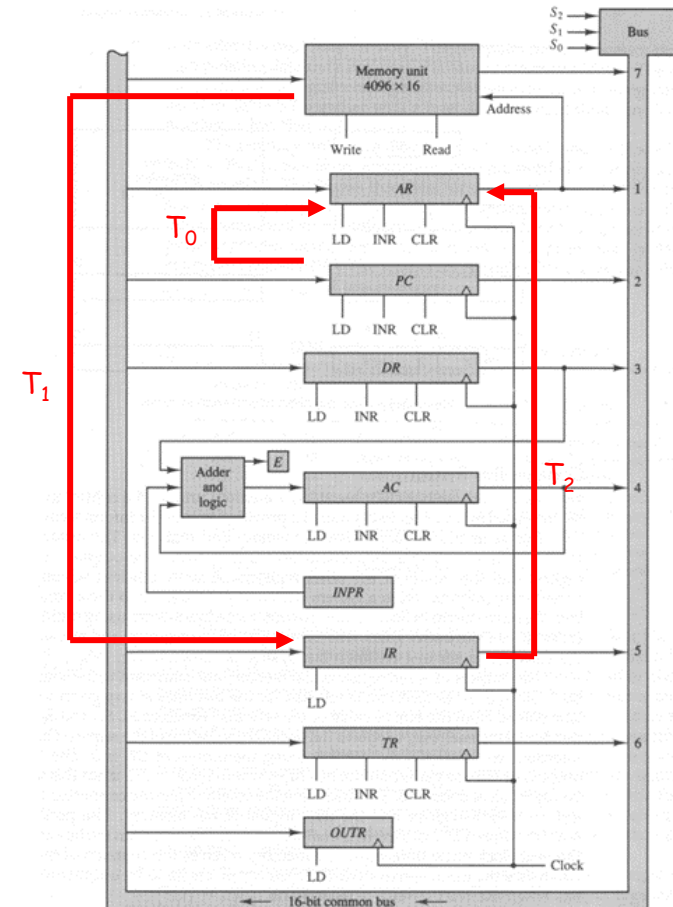 S2
S1
S0
Bus
Memory unit
4096 × 16
7
Address
Write Read
AR
1
T0
LD INR CLR
PC
2
LD INR CLR
DR
3
T1
LD INR CLR
E
Adder
and
logic
AC
T2
4
LD INR CLR
INPR
IR
5
LD
TR
6
LD INR CLR
OUTR
LD
Clock
16-bit common bus